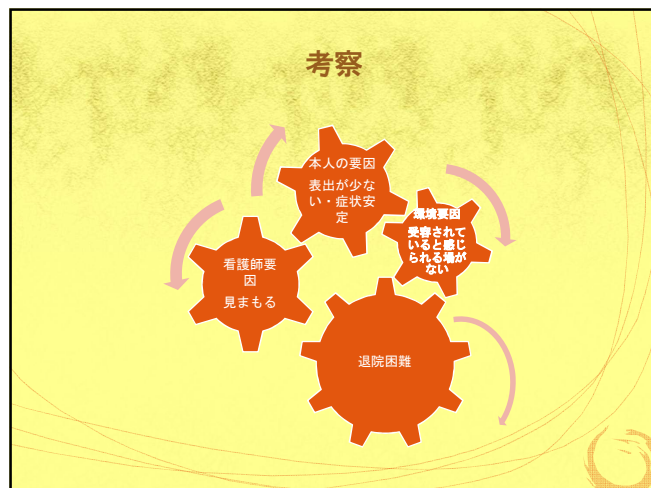 考察
本人の要因
表出が少な
い・症状安
定
環境要因
受容されて
いると感じ
られる場が
ない
看護師要
因
見まもる
退院困難